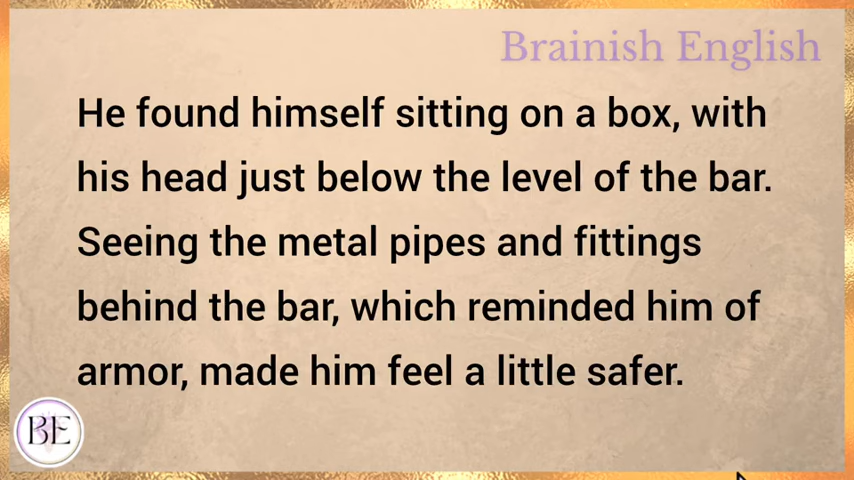 Brainish English
He found himself sitting on a box, with
his head just below the level of the bar.
Seeing the metal pipes and fittings
behind the bar, which reminded him of
armor, made him feel a little safer.
BE